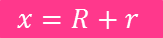 x = R + r